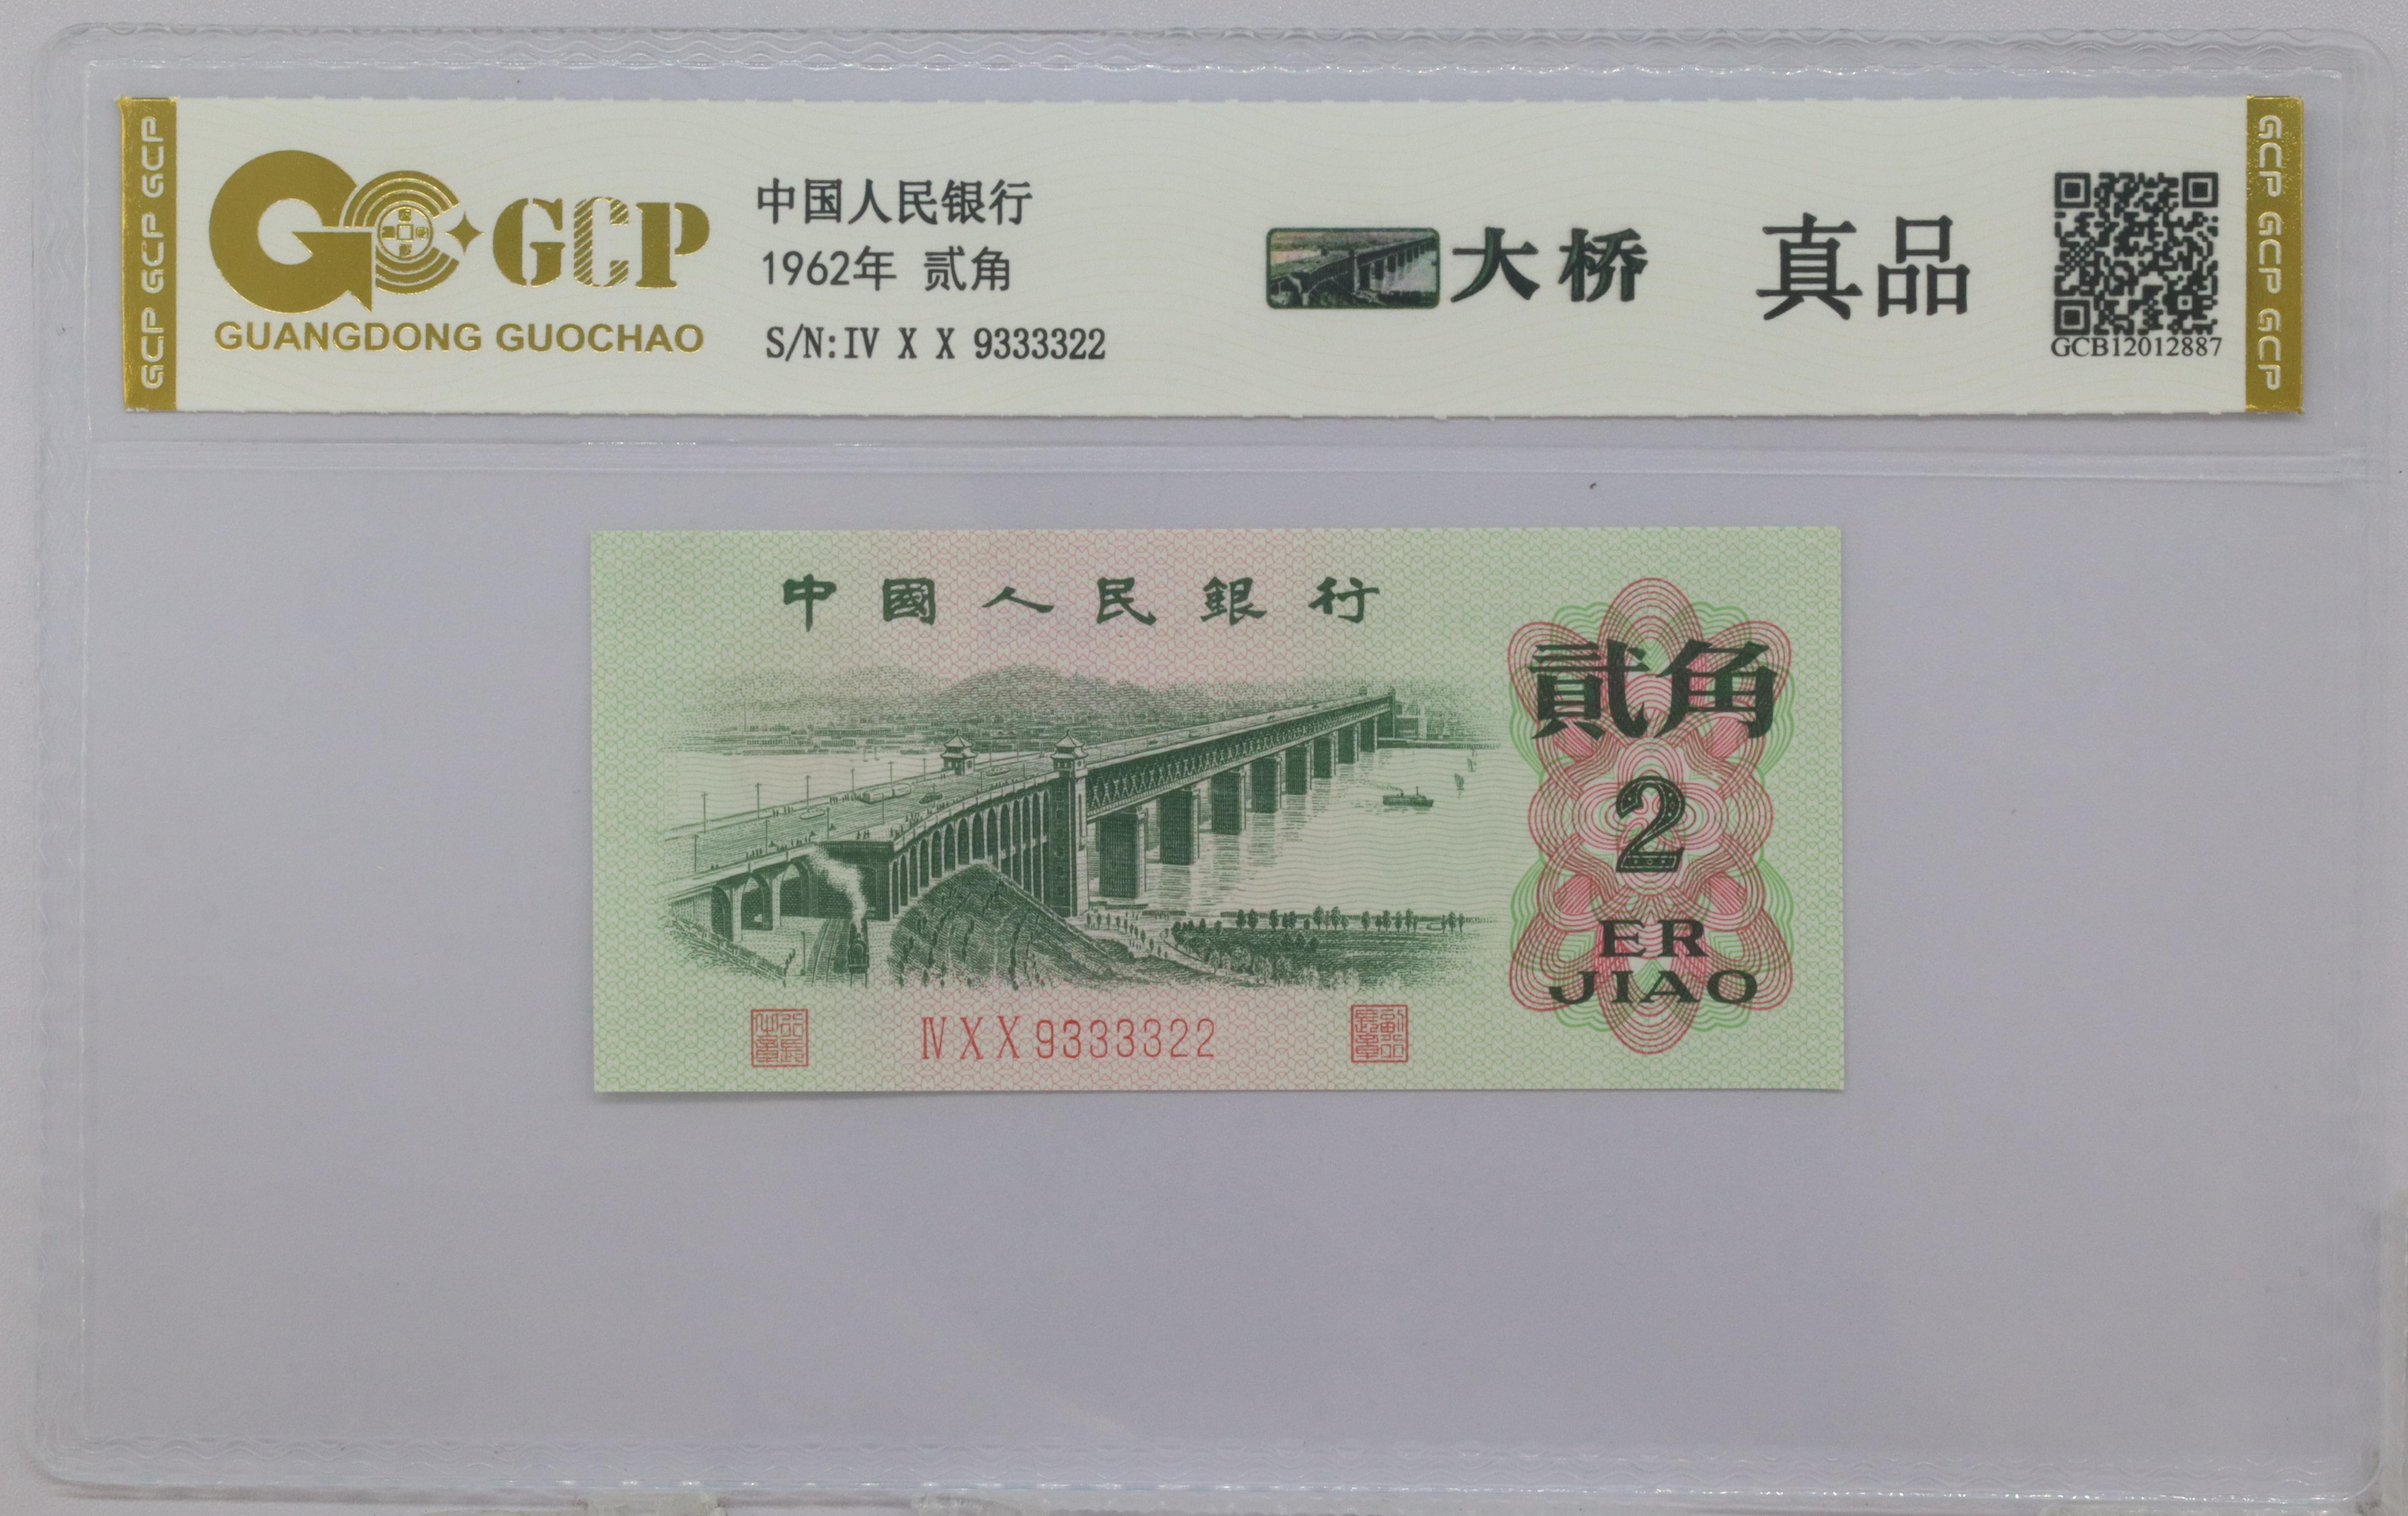 GCP GCP GCP
GCP
GUANGDONG GUOCHAO
中国人民银行
1962年 贰角
S/N:IV X X 9333322
大桥
真品
GCB12012887
GCP GCP GCP
中國人民銀行
貳角
2
ER
JIAO
ⅣXX9333322